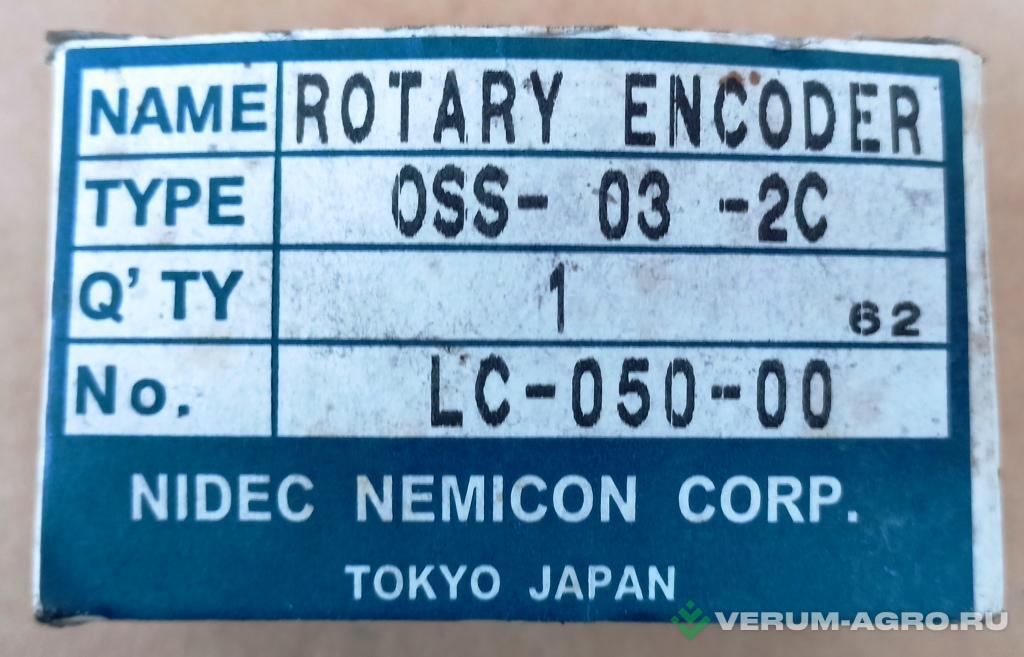 NAME ROTARY ENCODER
TYPE OSS- 03 -2C
Q'TY 1 62
No. LC-050-00
NIDEC NEMICON CORP.
TOKYO JAPAN
VERUM-AGRO.RU